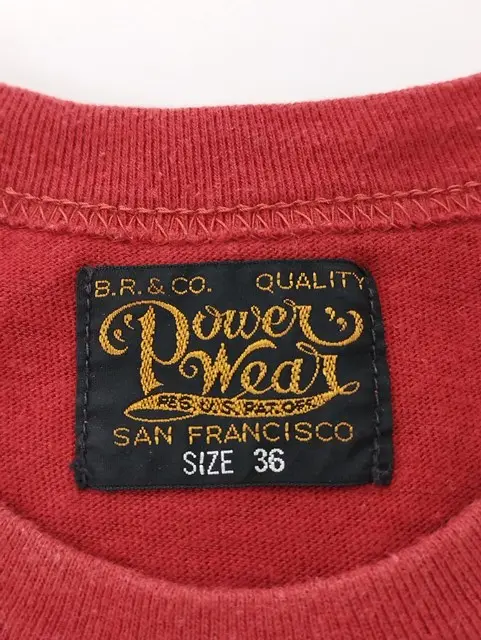 B.R. & CO. QUALITY
Power
Wear
REG U.S. PAT. OFF.
SAN FRANCISCO
SIZE 36